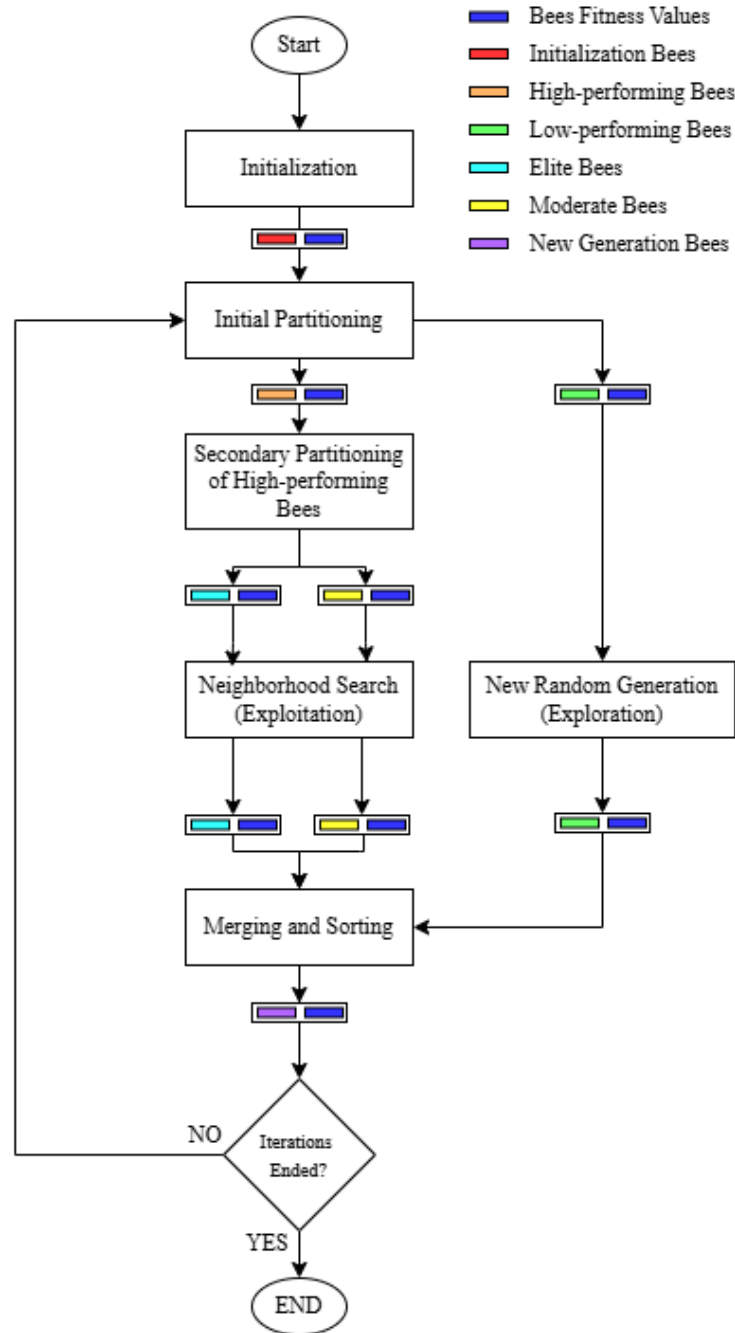 Start
Bees Fitness Values
Initialization Bees
High-performing Bees
Low-performing Bees
Elite Bees
Moderate Bees
New Generation Bees
Initialization
Initial Partitioning
Secondary Partitioning
of High-performing
Bees
Neighborhood Search
(Exploitation)
New Random Generation
(Exploration)
Merging and Sorting
Iterations
Ended?
NO
YES
END